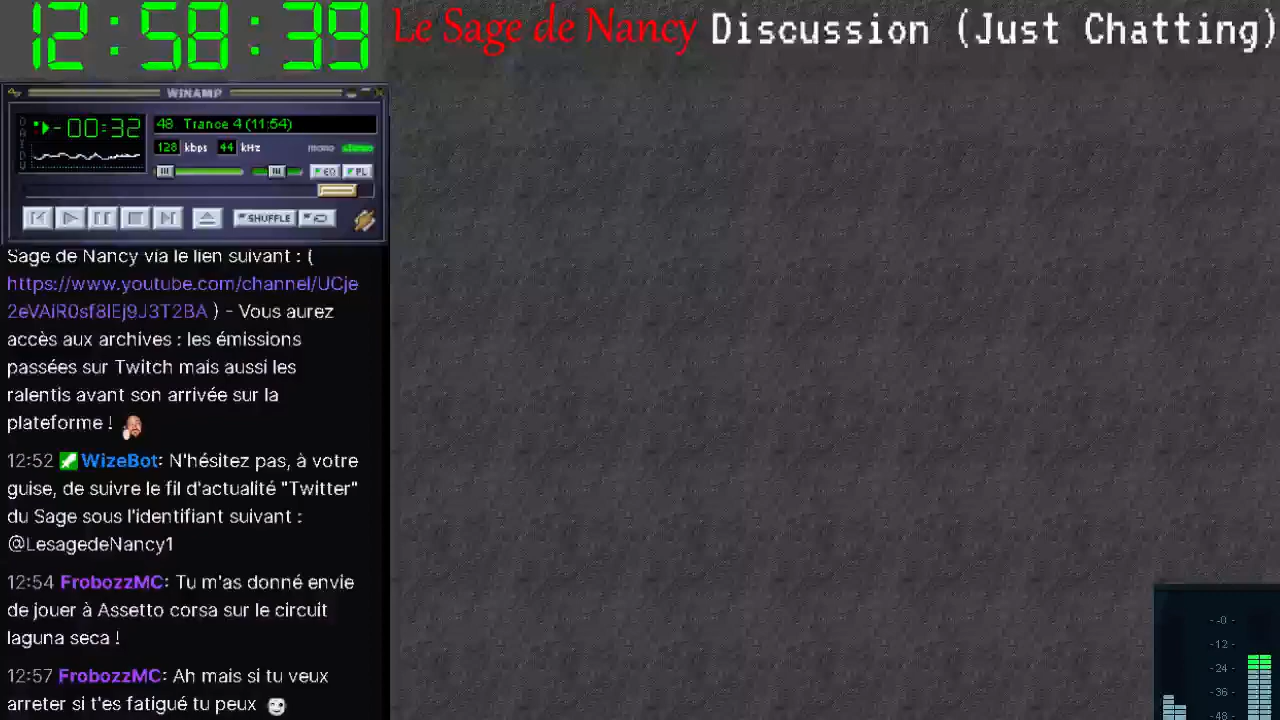 12:58:39
Le Sage de Nancy Discussion (Just Chatting)
WINAMP
-00:32
48 Trance 4 (11:54)
128 kbps 44 kHz mono stereo
EQ PL
SHUFFLE
Sage de Nancy via le lien suivant : (
https://www.youtube.com/channel/UCje
2eVAiR0sf8lEj9J3T2BA ) - Vous aurez
accès aux archives : les émissions
passées sur Twitch mais aussi les
ralentis avant son arrivée sur la
plateforme !
12:52 WizeBot: N'hésitez pas, à votre
guise, de suivre le fil d'actualité "Twitter"
du Sage sous l'identifiant suivant :
@LesagedeNancy1
12:54 FrobozzMC: Tu m'as donné envie
de jouer à Assetto corsa sur le circuit
laguna seca !
12:57 FrobozzMC: Ah mais si tu veux
arreter si t'es fatigué tu peux
-0 -
-12 -
-24 -
-36 -
-48 -